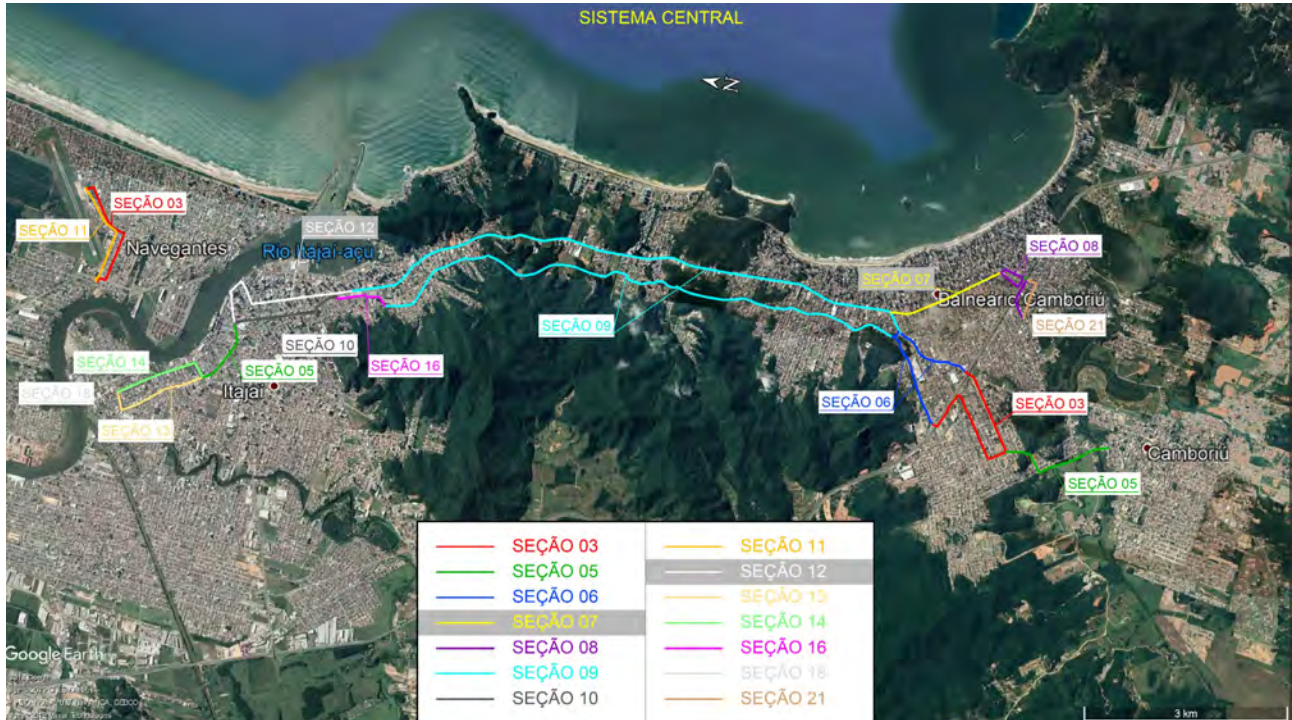 SISTEMA CENTRAL
N
SEÇÃO 03
SEÇÃO 11
Navegantes
SEÇÃO 12
Rio Itajaí-açú
SEÇÃO 08
SEÇÃO 07
Balneário Camboriú
SEÇÃO 21
SEÇÃO 09
SEÇÃO 10
SEÇÃO 14
SEÇÃO 16
SEÇÃO 05
SEÇÃO 18
Itajaí
SEÇÃO 13
SEÇÃO 06
SEÇÃO 03
Camboriú
SEÇÃO 05
SEÇÃO 03
SEÇÃO 05
SEÇÃO 06
SEÇÃO 07
SEÇÃO 08
SEÇÃO 09
SEÇÃO 10
SEÇÃO 11
SEÇÃO 12
SEÇÃO 13
SEÇÃO 14
SEÇÃO 16
SEÇÃO 18
SEÇÃO 21
Google Earth
3 km